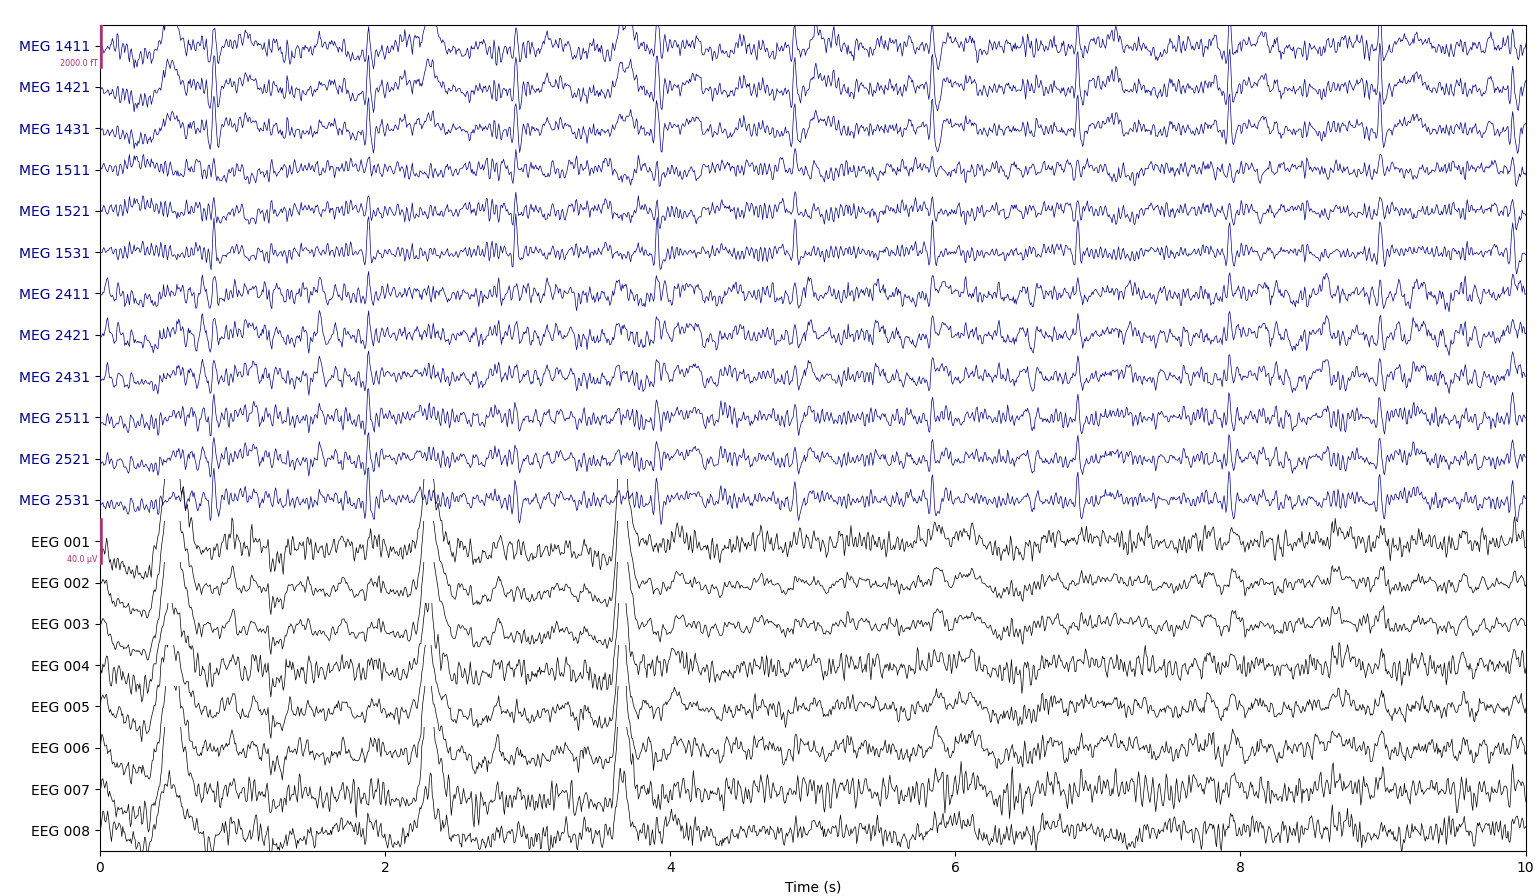 MEG 1411
2000.0 fT
MEG 1421
MEG 1431
MEG 1511
MEG 1521
MEG 1531
MEG 2411
MEG 2421
MEG 2431
MEG 2511
MEG 2521
MEG 2531
EEG 001
40.0 µV
EEG 002
EEG 003
EEG 004
EEG 005
EEG 006
EEG 007
EEG 008
0 2 4 6 8 10
Time (s)